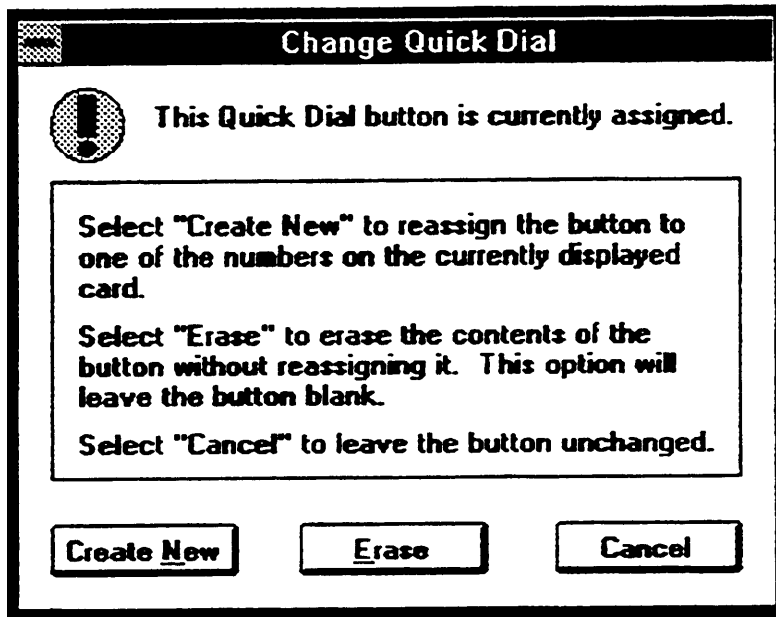 Change Quick Dial
This Quick Dial button is currently assigned.
Select "Create New" to reassign the button to
one of the numbers on the currently displayed
card.
Select "Erase" to erase the contents of the
button without reassigning it. This option will
leave the button blank.
Select "Cancel" to leave the button unchanged.
Create New
Erase
Cancel